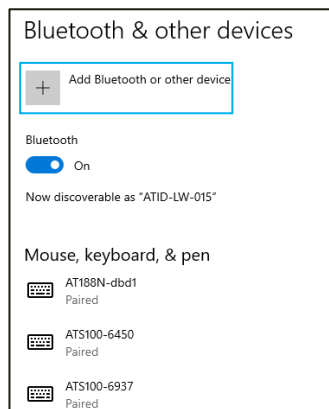 Bluetooth & other devices
Add Bluetooth or other device
Bluetooth
On
Now discoverable as “ATID-LW-015”
Mouse, keyboard, & pen
AT188N-dbd1
Paired
ATS100-6450
Paired
ATS100-6937
Paired